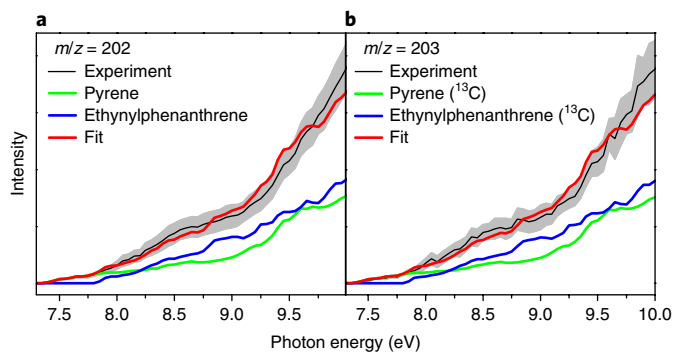 a
m/z = 202
Experiment
Pyrene
Ethynylphenanthrene
Fit
b
m/z = 203
Experiment
Pyrene (¹³C)
Ethynylphenanthrene (¹³C)
Fit
Intensity
7.5 8.0 8.5 9.0 9.5
7.5 8.0 8.5 9.0 9.5 10.0
Photon energy (eV)